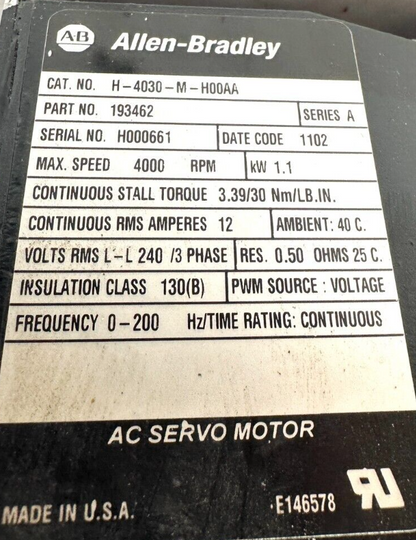 AB Allen-Bradley
CAT. NO. H-4030-M-H00AA
PART NO. 193462 SERIES A
SERIAL NO. H000661 DATE CODE 1102
MAX. SPEED 4000 RPM kW 1.1
CONTINUOUS STALL TORQUE 3.39/30 Nm/LB.IN.
CONTINUOUS RMS AMPERES 12 AMBIENT: 40 C.
VOLTS RMS L-L 240 /3 PHASE RES. 0.50 OHMS 25 C.
INSULATION CLASS 130(B) PWM SOURCE : VOLTAGE
FREQUENCY 0-200 Hz/TIME RATING: CONTINUOUS
AC SERVO MOTOR
MADE IN U.S.A. E146578 RU